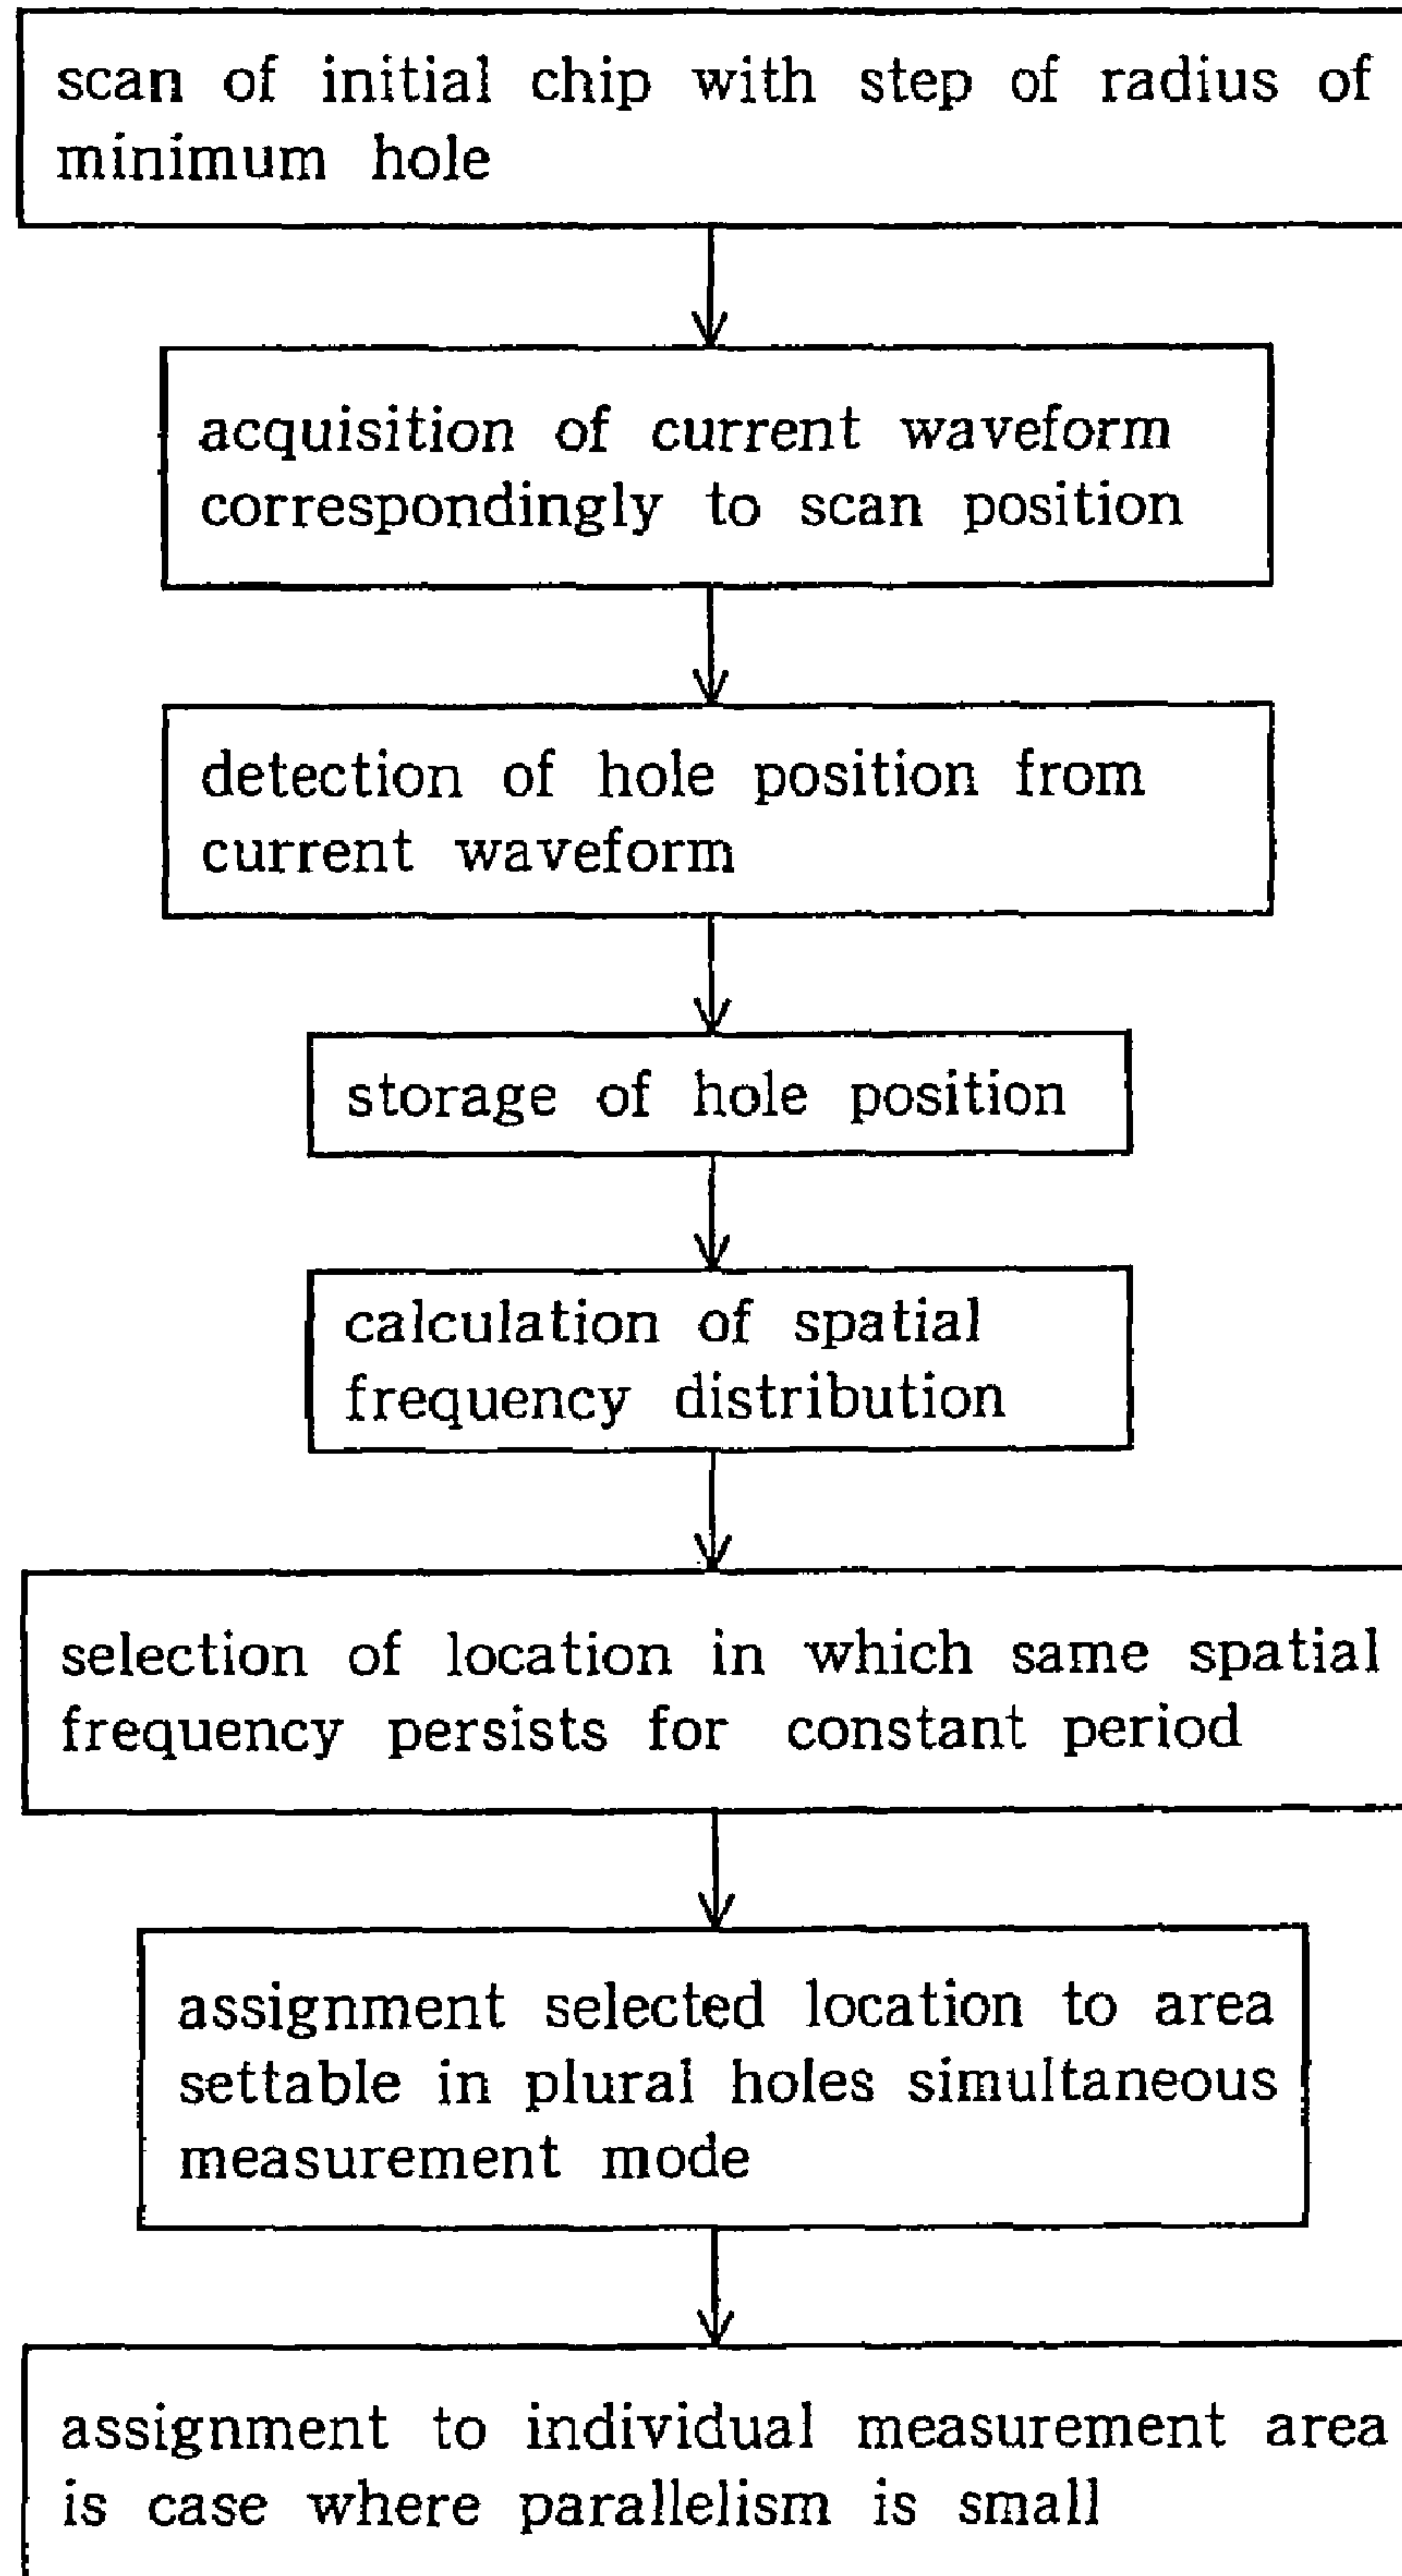 scan of initial chip with step of radius of
minimum hole
acquisition of current waveform
correspondingly to scan position
detection of hole position from
current waveform
storage of hole position
calculation of spatial
frequency distribution
selection of location in which same spatial
frequency persists for constant period
assignment selected location to area
settable in plural holes simultaneous
measurement mode
assignment to individual measurement area
is case where parallelism is small